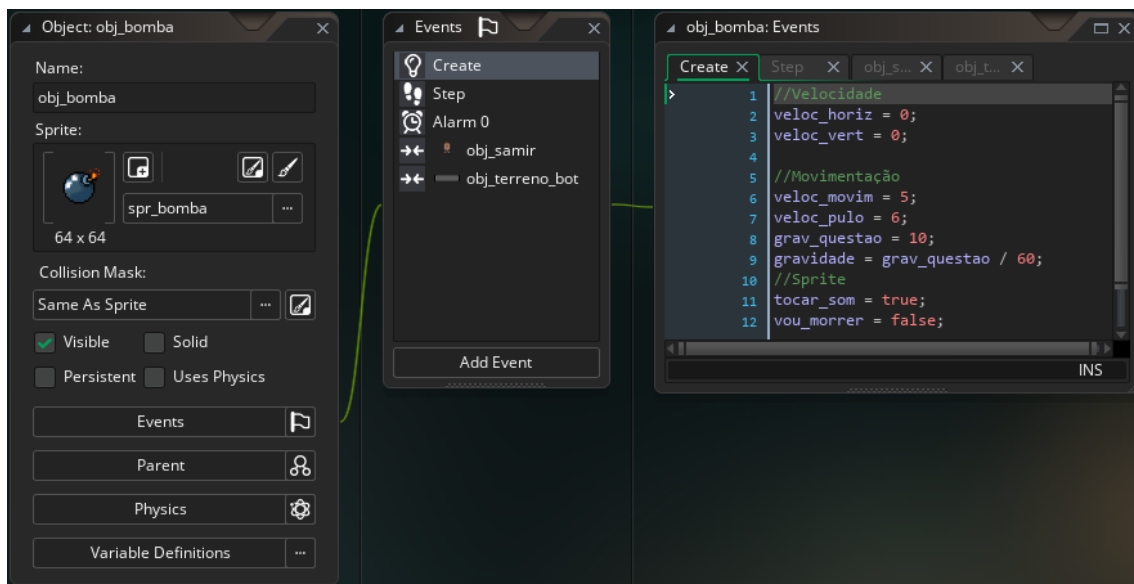 Object: obj_bomba
Name:
obj_bomba
Sprite:
spr_bomba
64 x 64
Collision Mask:
Same As Sprite
Visible
Solid
Persistent
Uses Physics
Events
Parent
Physics
Variable Definitions
Events
Create
Step
Alarm 0
obj_samir
obj_terreno_bot
Add Event
obj_bomba: Events
Create
Step
obj_s...
obj_t...
1 //Velocidade
2 veloc_horiz = 0;
3 veloc_vert = 0;
4
5 //Movimentação
6 veloc_movim = 5;
7 veloc_pulo = 6;
8 grav_questao = 10;
9 gravidade = grav_questao / 60;
10 //Sprite
11 tocar_som = true;
12 vou_morrer = false;
INS